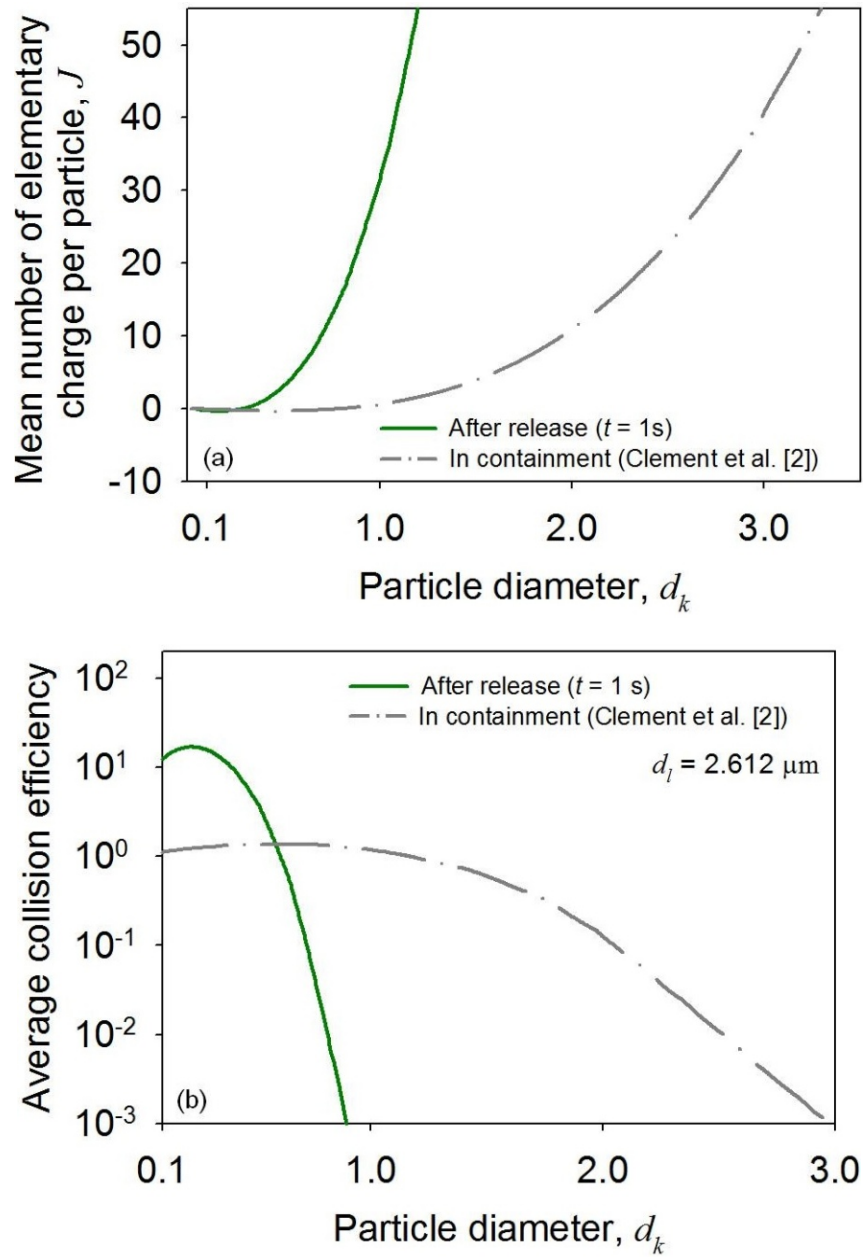 Mean number of elementary
charge per particle, J
50
40
30
20
10
0
-10
(a)
After release (t = 1s)
In containment (Clement et al. [2])
0.1 1.0 2.0 3.0
Particle diameter, dₖ
Average collision efficiency
10²
10¹
10⁰
10⁻¹
10⁻²
10⁻³
After release (t = 1 s)
In containment (Clement et al. [2])
dₗ = 2.612 μm
(b)
0.1 1.0 2.0 3.0
Particle diameter, dₖ